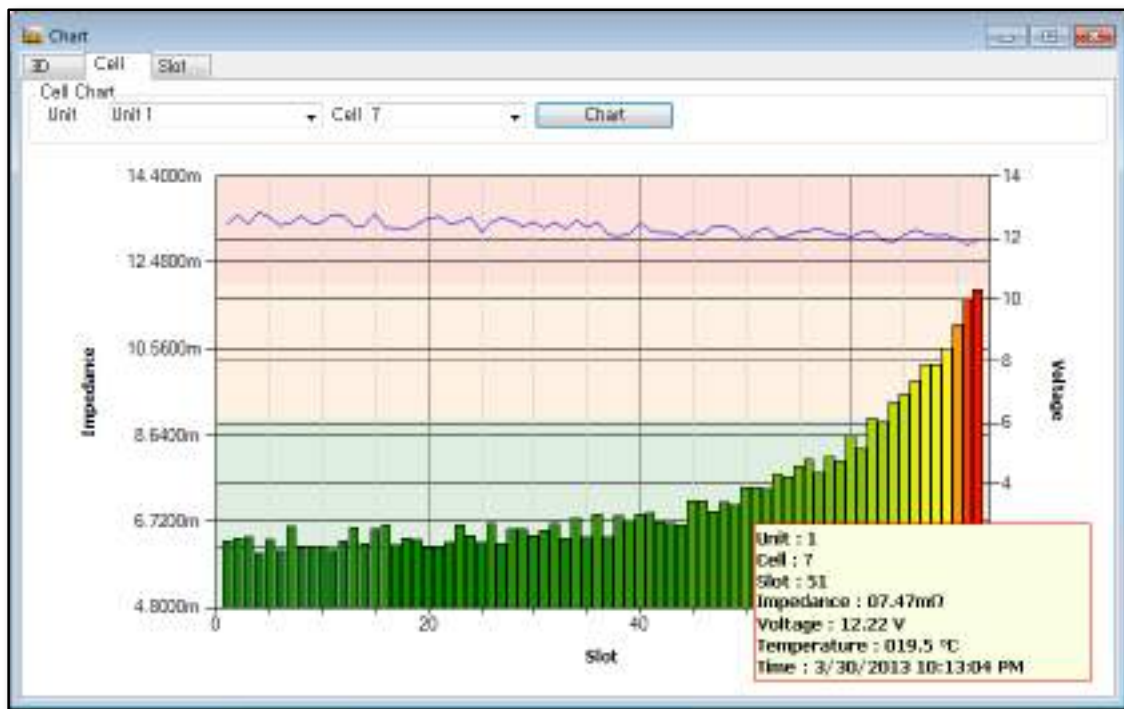 Chart
3D Cell Slot
Cell Chart
Unit Unit 1 Cell 7 Chart
14.4000m 14
12.4800m 12
10
10.5600m 8
Impedance
Voltage
8.6400m 6
4
6.7200m
4.8000m
0 20 40
Slot
Unit : 1
Cell : 7
Slot : 51
Impedance : 07.47mΩ
Voltage : 12.22 V
Temperature : 019.5 °C
Time : 3/30/2013 10:13:04 PM